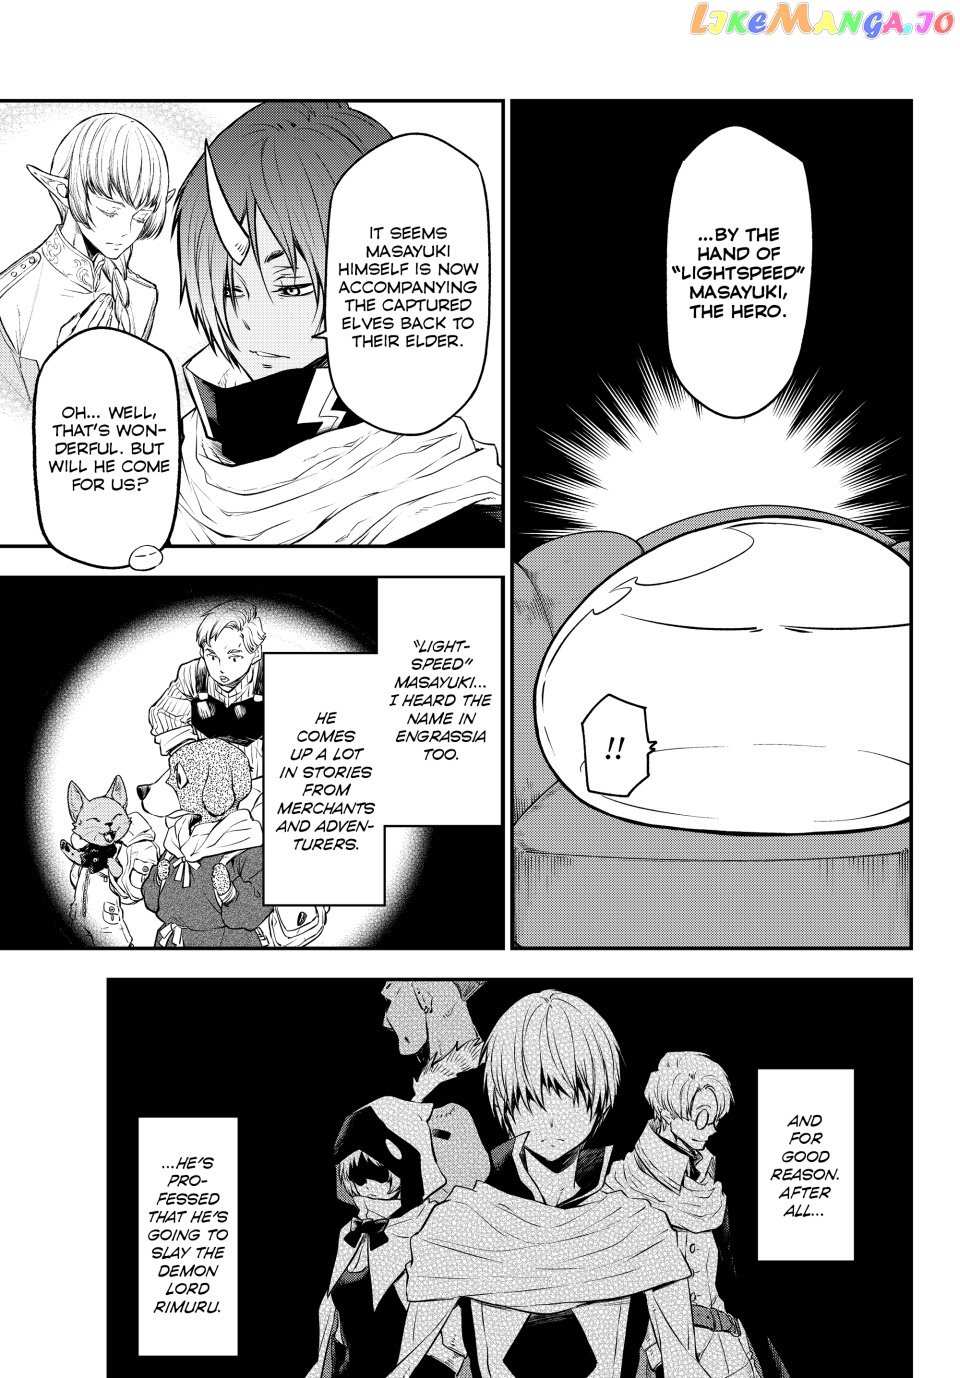 LIKEMANGA.IO
...BY THE
HAND OF
"LIGHTSPEED"
MASAYUKI,
THE HERO.
!!
IT SEEMS
MASAYUKI
HIMSELF IS NOW
ACCOMPANYING
THE CAPTURED
ELVES BACK TO
THEIR ELDER.
OH... WELL,
THAT'S WON-
DERFUL. BUT
WILL HE COME
FOR US?
"LIGHT-
SPEED"
MASAYUKI...
I HEARD THE
NAME IN
ENGRASSIA
TOO.
HE
COMES
UP A LOT
IN STORIES
FROM
MERCHANTS
AND ADVEN-
TURERS.
AND
FOR
GOOD
REASON.
AFTER
ALL...
...HE'S
PRO-
FESSED
THAT HE'S
GOING TO
SLAY THE
DEMON
LORD
RIMURU.